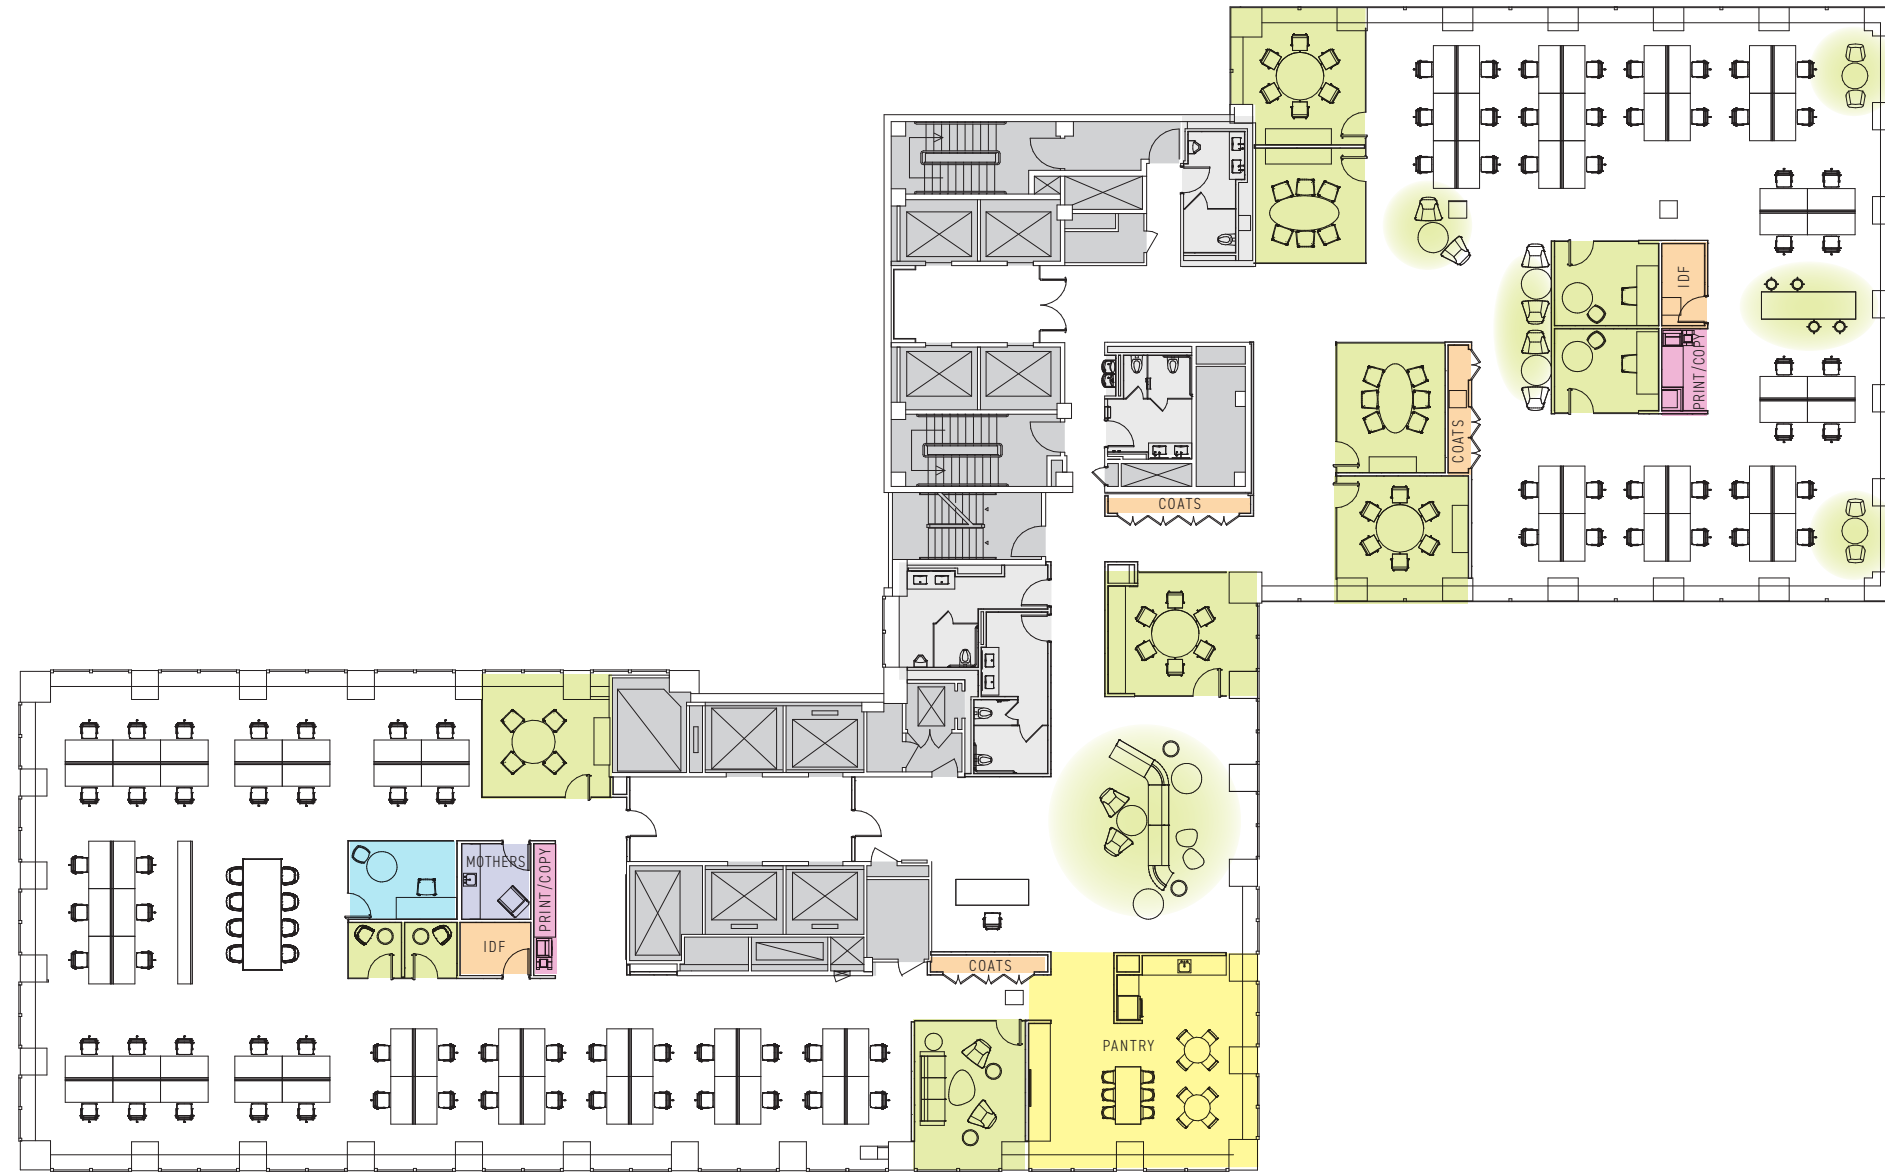 IDF
PRINT/COPY
COATS
COATS
MOTHERS
PRINT/COPY
IDF
COATS
PANTRY